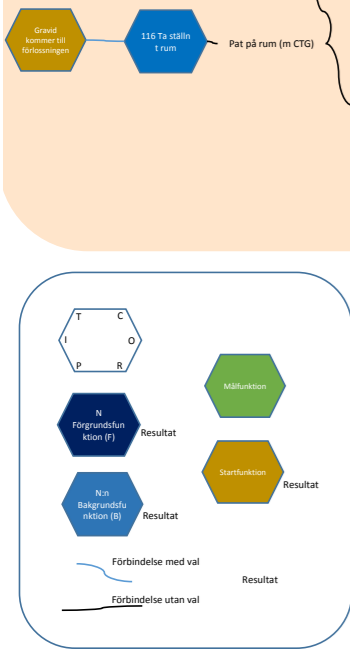 Gravid
kommer till
förlossningen
116 Ta ställn
t rum
Pat på rum (m CTG)
T C
I O
P R
Målfunktion
N
Förgrundsfun
ktion (F)
Resultat
Startfunktion
Resultat
N:n
Bakgrundsfu
nktion (B)
Resultat
Förbindelse med val
Resultat
Förbindelse utan val